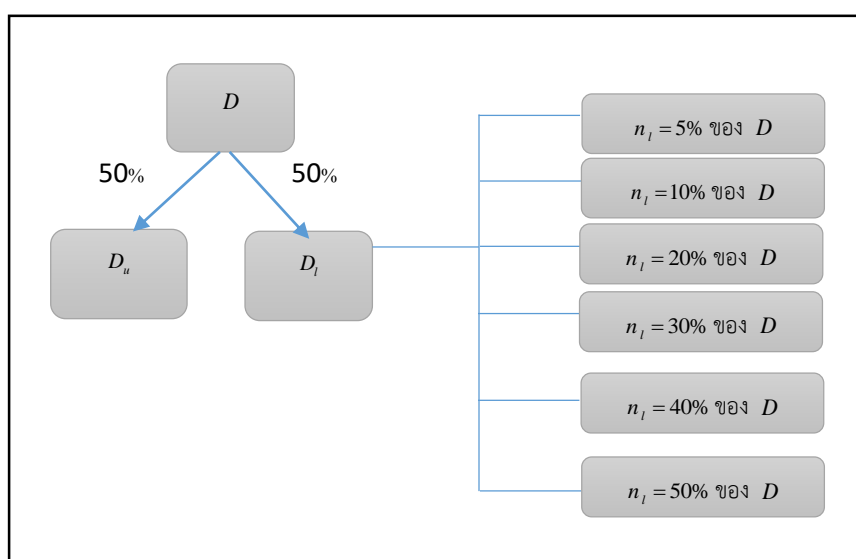 D
50% 50%
D_u D_l
n_l = 5% ของ D
n_l = 10% ของ D
n_l = 20% ของ D
n_l = 30% ของ D
n_l = 40% ของ D
n_l = 50% ของ D